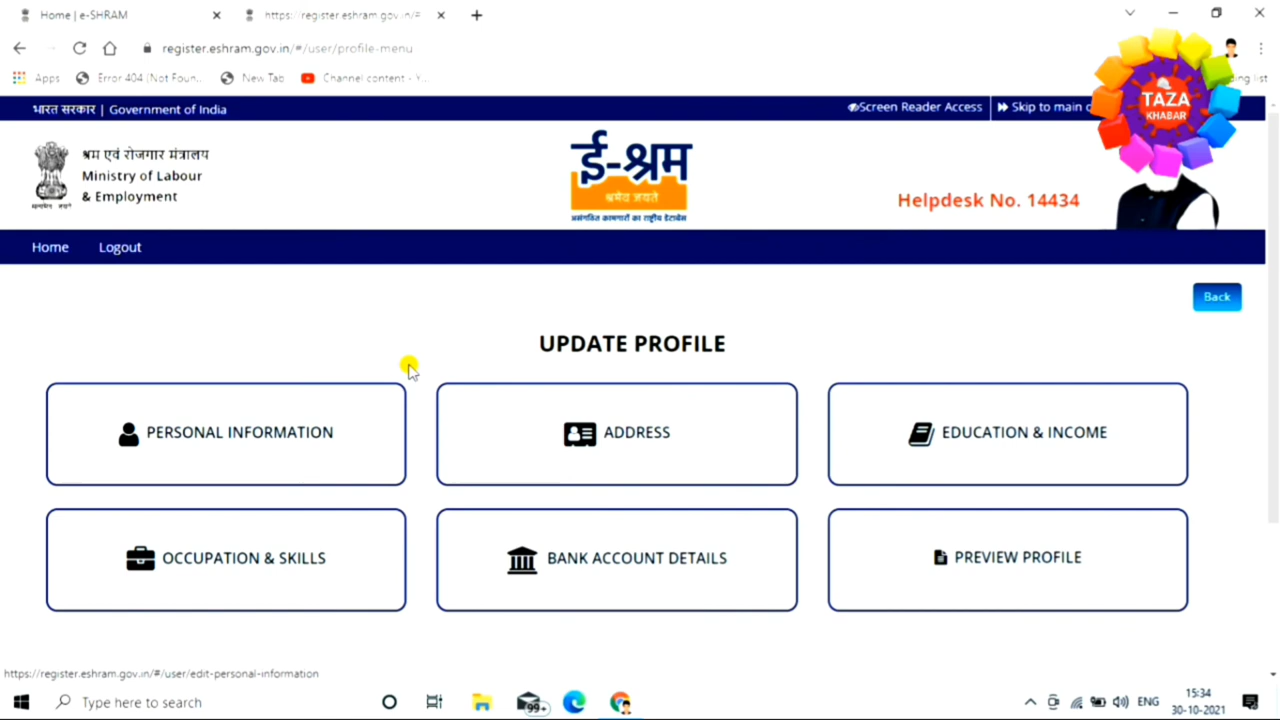 Home | e-SHRAM
https://register.eshram.gov.in/#
register.eshram.gov.in/#/user/profile-menu
Apps
Error 404 (Not Foun...
New Tab
Channel content - Y...
TAZA
KHABAR
भारत सरकार | Government of India
Screen Reader Access
Skip to main
श्रम एवं रोजगार मंत्रालय
Ministry of Labour
& Employment
ई-श्रम
श्रमेव जयते
असंगठित कामगारों का राष्ट्रीय डेटाबेस
Helpdesk No. 14434
Home Logout
Back
UPDATE PROFILE
PERSONAL INFORMATION
ADDRESS
EDUCATION & INCOME
OCCUPATION & SKILLS
BANK ACCOUNT DETAILS
PREVIEW PROFILE
https://register.eshram.gov.in/#/user/edit-personal-information
Type here to search
99+
ENG
15:34
30-10-2021